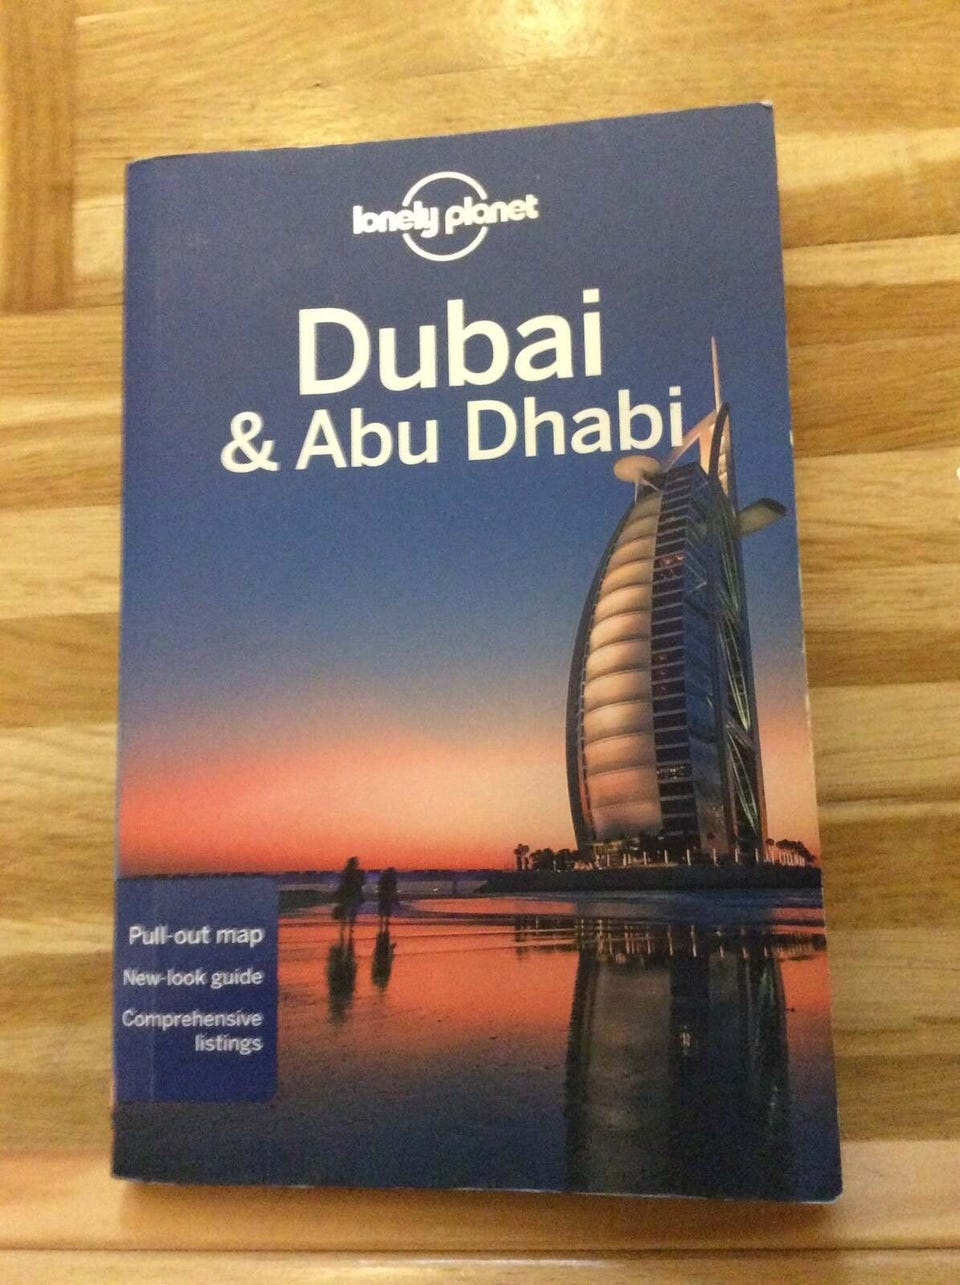 lonely planet
Dubai
& Abu Dhabi
Pull-out map
New-look guide
Comprehensive
listings